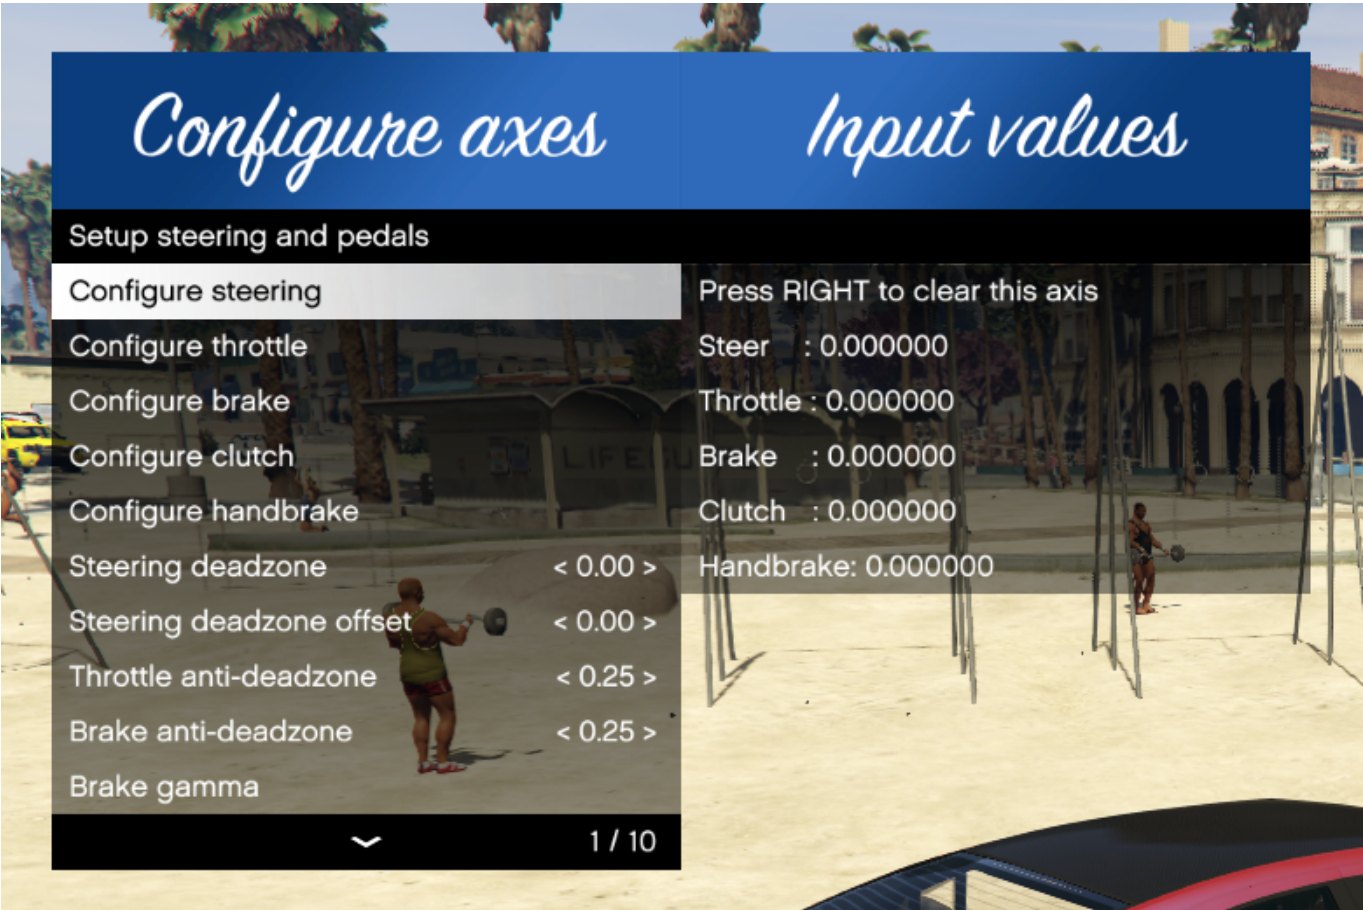 Configure axes
Input values
Setup steering and pedals
Configure steering
Press RIGHT to clear this axis
Configure throttle
Steer : 0.000000
Configure brake
Throttle : 0.000000
Configure clutch
Brake : 0.000000
Configure handbrake
Clutch : 0.000000
Steering deadzone < 0.00 >
Handbrake: 0.000000
Steering deadzone offset < 0.00 >
Throttle anti-deadzone < 0.25 >
Brake anti-deadzone < 0.25 >
Brake gamma
1 / 10